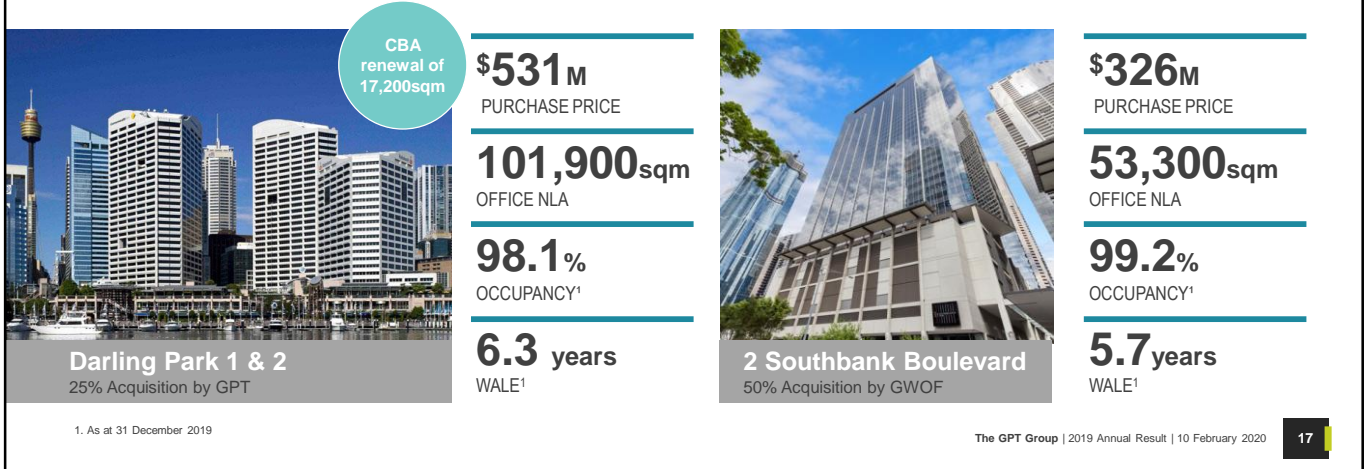 CBA
renewal of
17,200sqm
$531M
PURCHASE PRICE
101,900sqm
OFFICE NLA
98.1%
OCCUPANCY¹
6.3 years
WALE¹
Darling Park 1 & 2
25% Acquisition by GPT
$326M
PURCHASE PRICE
53,300sqm
OFFICE NLA
99.2%
OCCUPANCY¹
5.7years
WALE¹
2 Southbank Boulevard
50% Acquisition by GWOF
1. As at 31 December 2019
The GPT Group | 2019 Annual Result | 10 February 2020
17